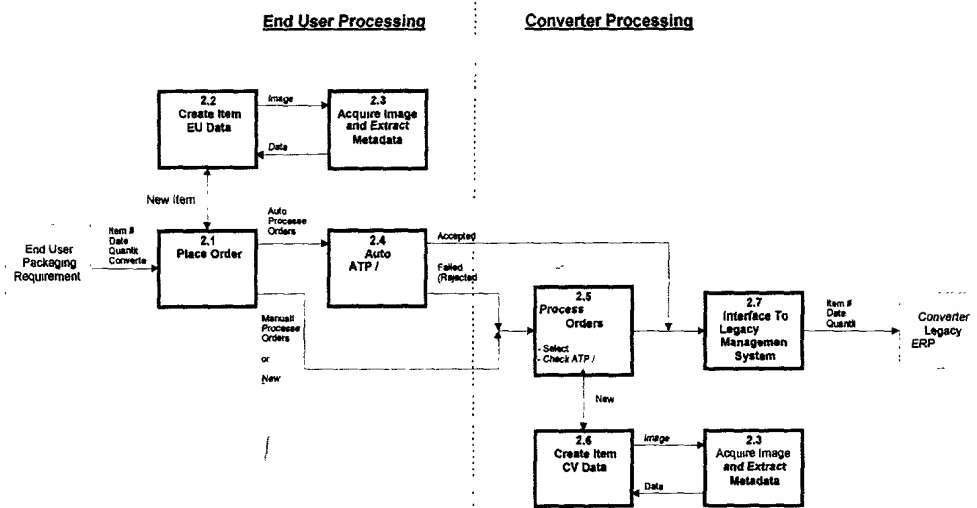 End User Processing
Converter Processing
2.2
Create Item
EU Data
Image
Data
2.3
Acquire Image
and Extract
Metadata
New Item
End User
Packaging
Requirement
Item #
Date
Quantit
Converte
2.1
Place Order
Auto
Processe
Orders
2.4
Auto
ATP /
Accepted
Failed
(Rejected
Manuall
Processe
Orders
or
New
2.5
Process
Orders
- Select
- Check ATP /
2.7
Interface To
Legacy
Managemen
System
Item #
Date
Quantit
Converter
Legacy
ERP
New
2.6
Create Item
CV Data
Image
Data
2.3
Acquire Image
and Extract
Metadata